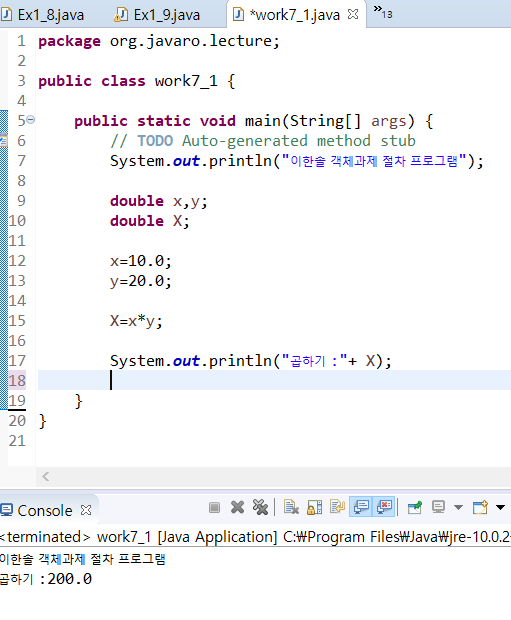 Ex1_8.java Ex1_9.java *work7_1.java »13
1 package org.javaro.lecture;
2
3 public class work7_1 {
4
5 public static void main(String[] args) {
6 // TODO Auto-generated method stub
7 System.out.println("이한솔 객체과제 절차 프로그램");
8
9 double x,y;
10 double X;
11
12 x=10.0;
13 y=20.0;
14
15 X=x*y;
16
17 System.out.println("곱하기 :"+ X);
18
19 }
20 }
21
Console
<terminated> work7_1 [Java Application] C:₩Program Files₩Java₩jre-10.0.2
이한솔 객체과제 절차 프로그램
곱하기 :200.0